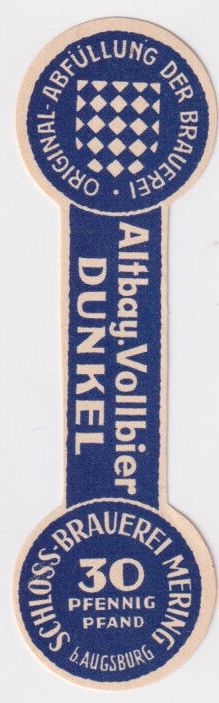 ORIGINAL-ABFÜLLUNG DER BRAUEREI ·
Altbay. Vollbier
DUNKEL
SCHLOSS-BRAUEREI MERING
30
PFENNIG
PFAND
b. AUGSBURG